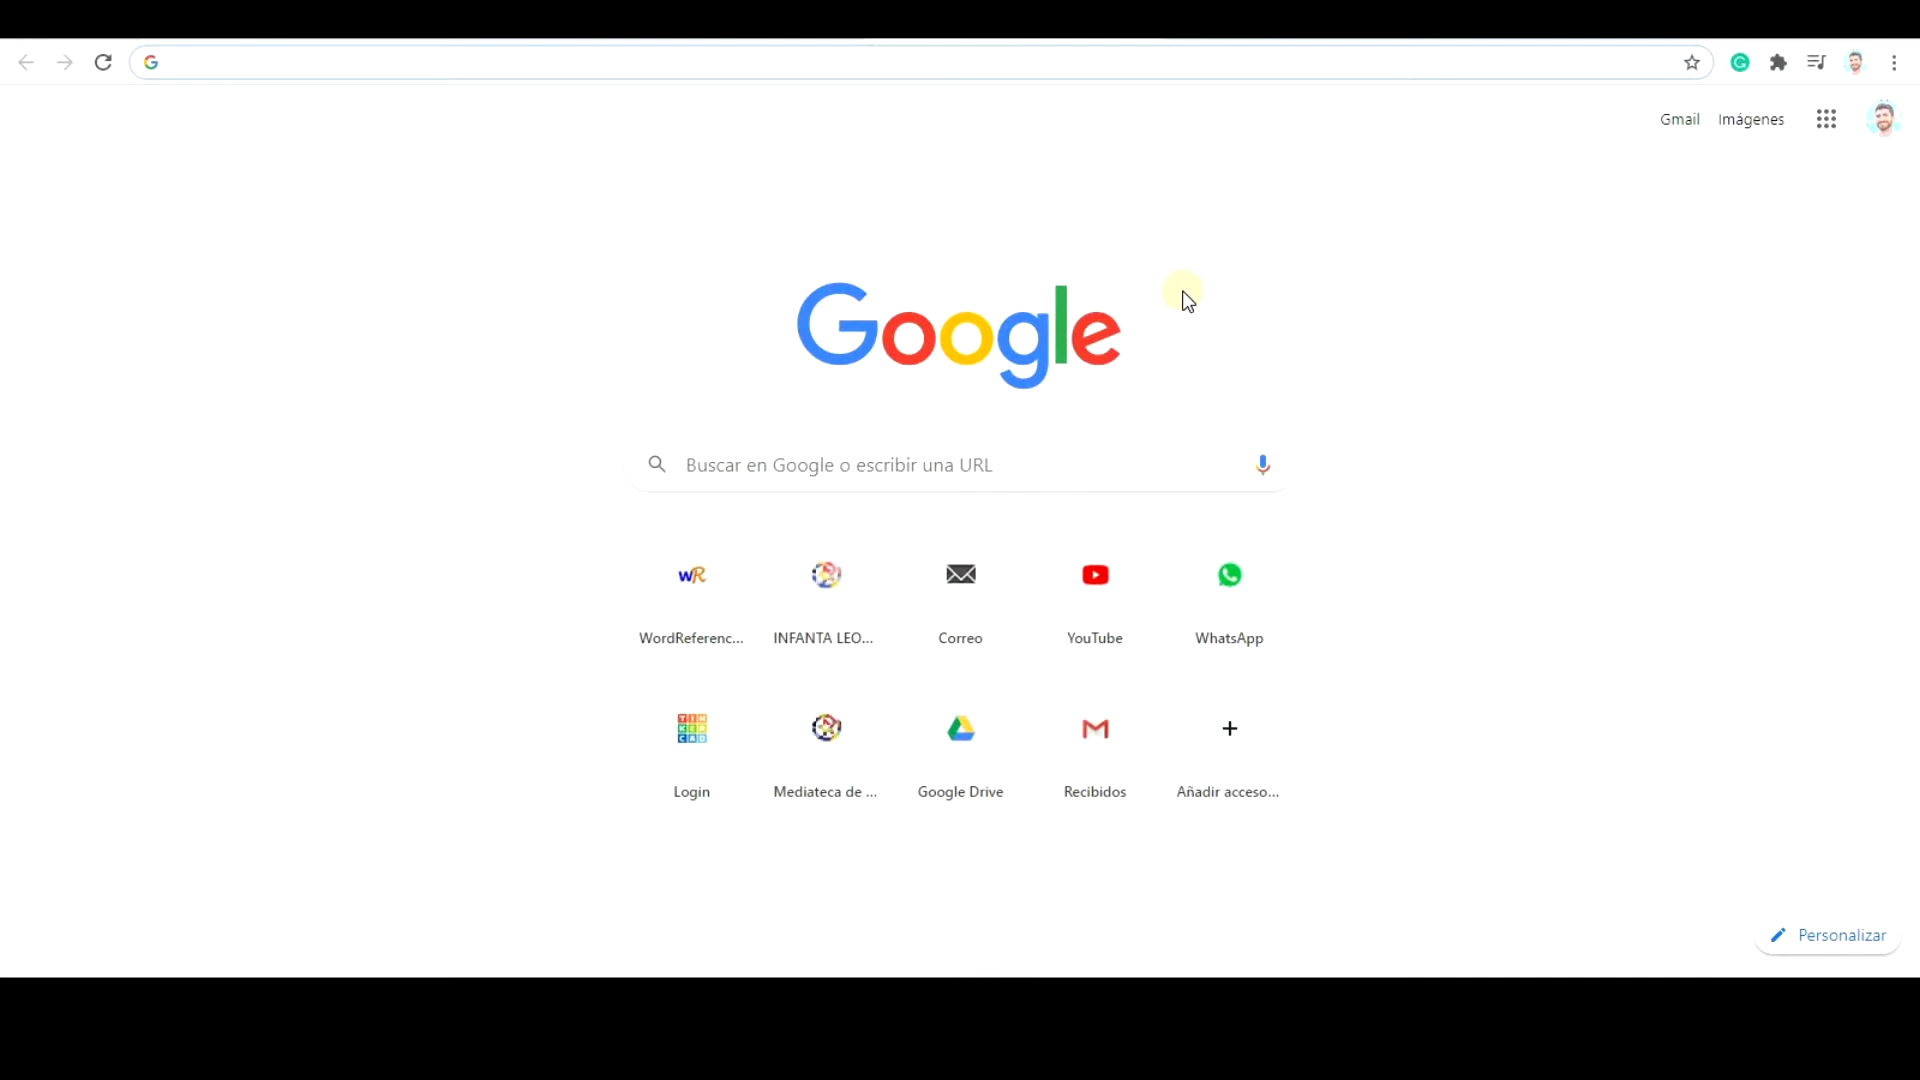 Gmail Imágenes
Google
Buscar en Google o escribir una URL
WordReferenc... INFANTA LEO... Correo YouTube WhatsApp
Login Mediateca de ... Google Drive Recibidos Añadir acceso...
Personalizar